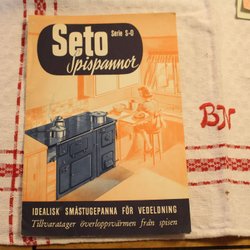 Seto
Serie S-O
Spispannor
BN
IDEALISK SMÅSTUGEPANNA FÖR VEDELDNING
Tillvaratager överloppsvärmen från spisen